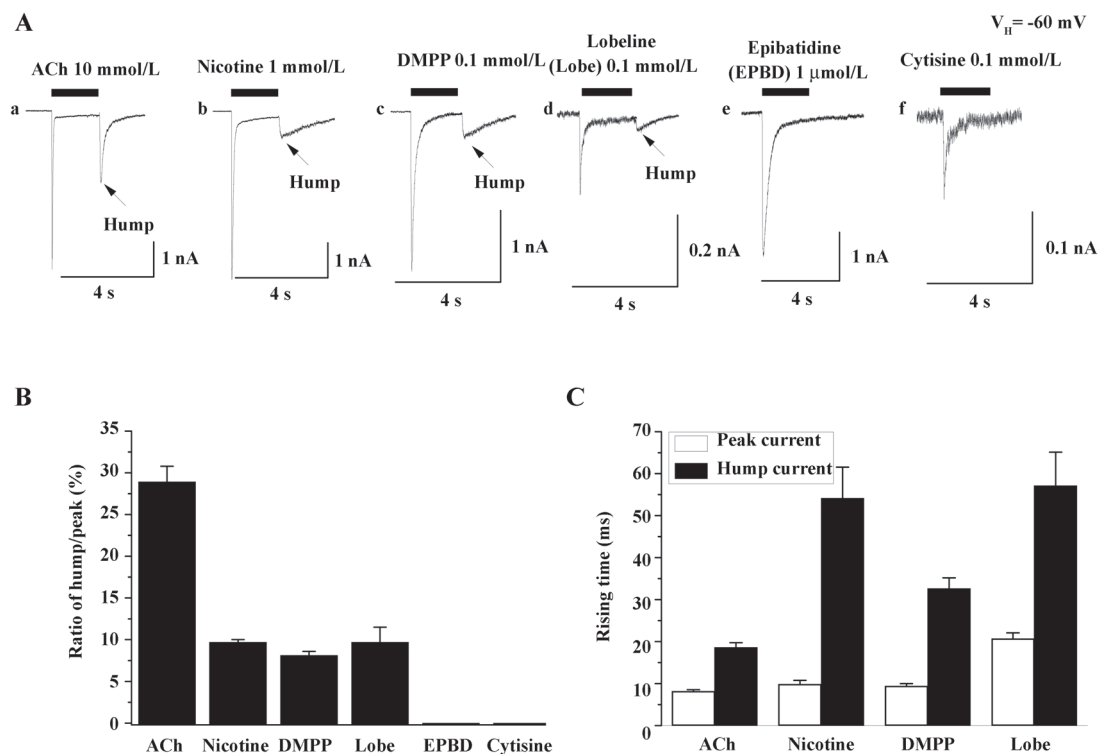 A
V_H= -60 mV
ACh 10 mmol/L
Nicotine 1 mmol/L
DMPP 0.1 mmol/L
Lobeline
(Lobe) 0.1 mmol/L
Epibatidine
(EPBD) 1 µmol/L
Cytisine 0.1 mmol/L
a
b
c
d
e
f
Hump
Hump
Hump
Hump
1 nA
4 s
1 nA
4 s
1 nA
4 s
0.2 nA
4 s
1 nA
4 s
0.1 nA
4 s
B
Ratio of hump/peak (%)
35
30
25
20
15
10
5
0
ACh Nicotine DMPP Lobe EPBD Cytisine
C
Rising time (ms)
70
60
50
40
30
20
10
0
Peak current
Hump current
ACh Nicotine DMPP Lobe